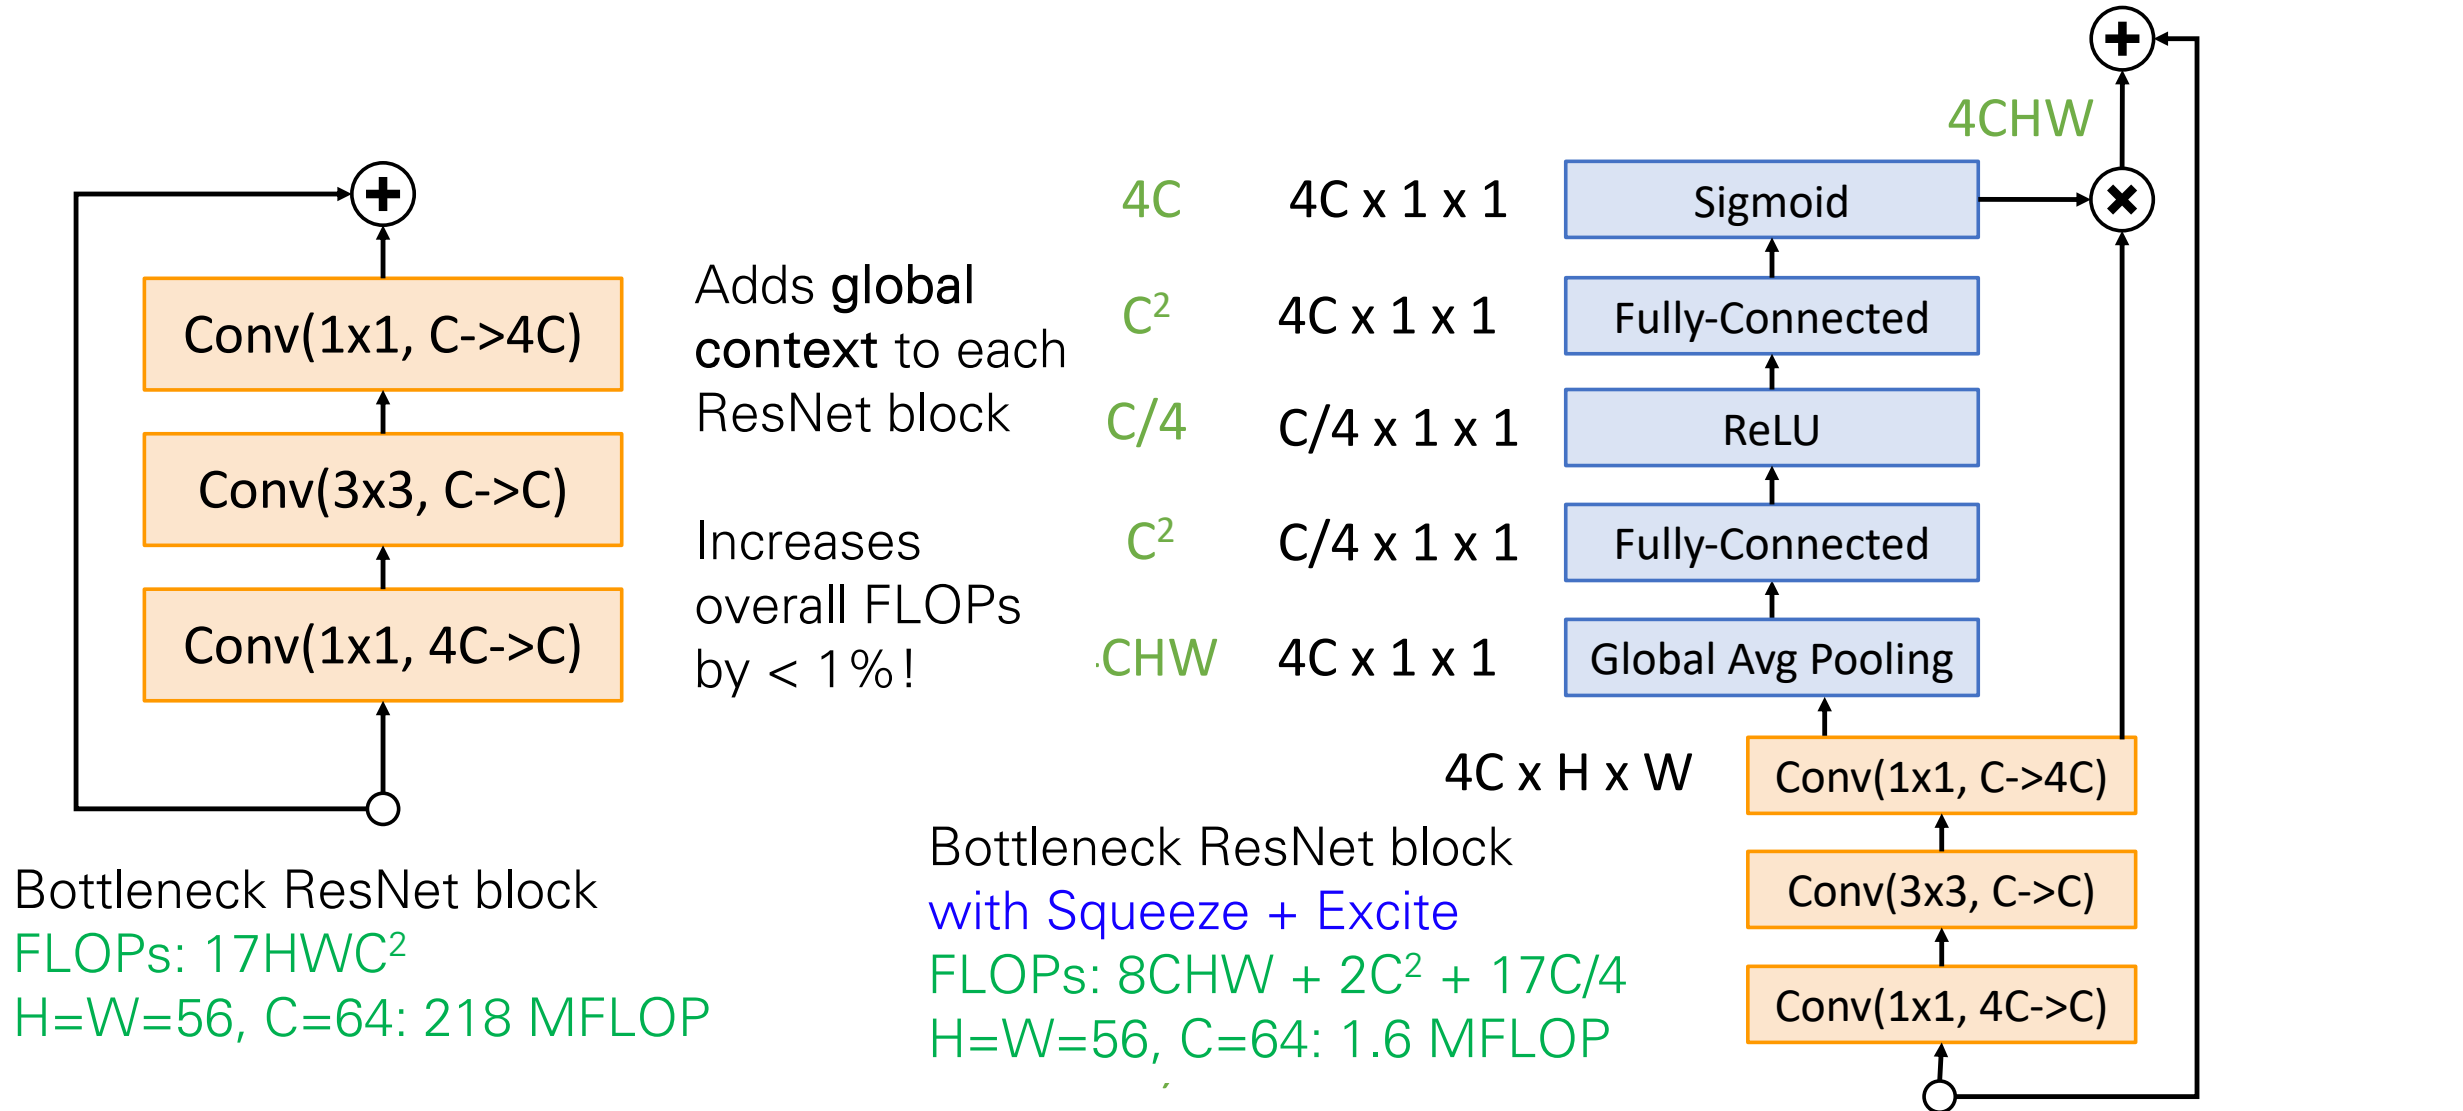 Conv(1x1, C->4C)
Conv(3x3, C->C)
Conv(1x1, 4C->C)
Bottleneck ResNet block
FLOPs: 17HWC²
H=W=56, C=64: 218 MFLOP
Adds global
context to each
ResNet block
Increases
overall FLOPs
by < 1%!
4CHW
4C 4C x 1 x 1 Sigmoid
C² 4C x 1 x 1 Fully-Connected
C/4 C/4 x 1 x 1 ReLU
C² C/4 x 1 x 1 Fully-Connected
CHW 4C x 1 x 1 Global Avg Pooling
4C x H x W Conv(1x1, C->4C)
Conv(3x3, C->C)
Conv(1x1, 4C->C)
Bottleneck ResNet block
with Squeeze + Excite
FLOPs: 8CHW + 2C² + 17C/4
H=W=56, C=64: 1.6 MFLOP